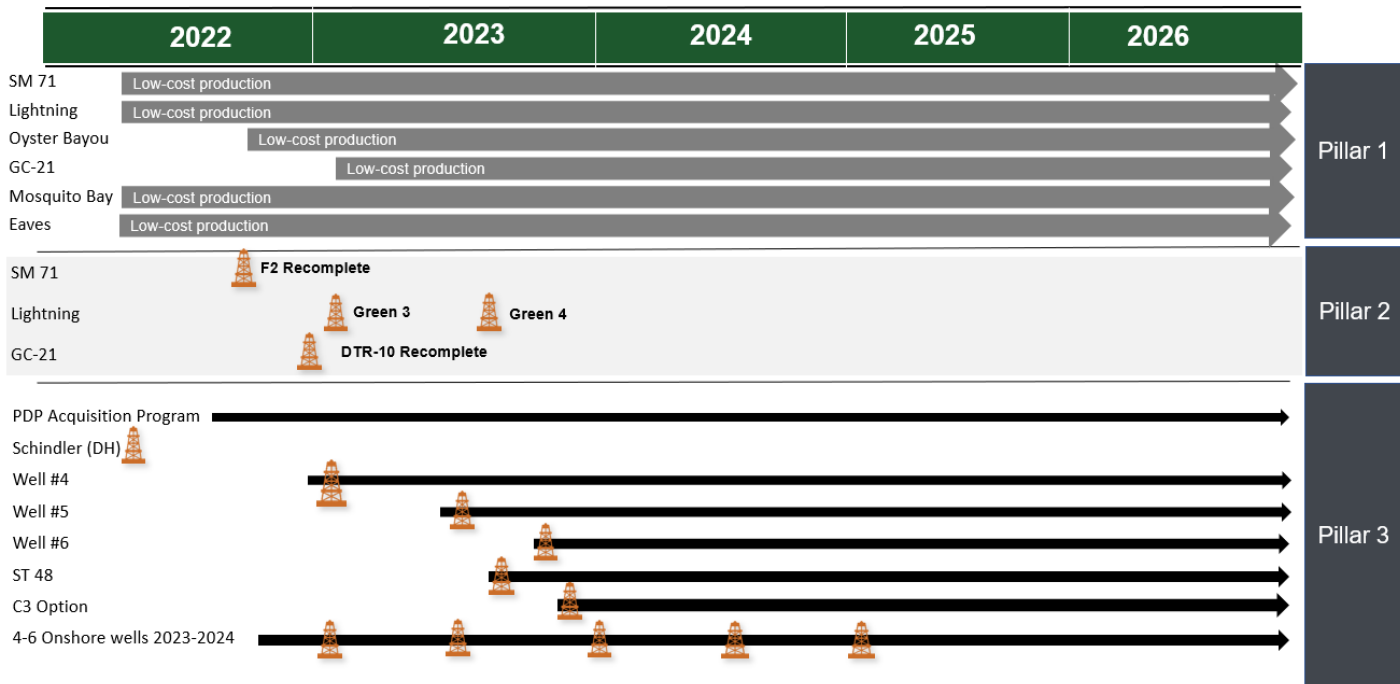 2022 2023 2024 2025 2026
SM 71 Low-cost production
Lightning Low-cost production
Oyster Bayou Low-cost production
GC-21 Low-cost production
Mosquito Bay Low-cost production
Eaves Low-cost production
Pillar 1
SM 71 F2 Recomplete
Lightning Green 3 Green 4
GC-21 DTR-10 Recomplete
Pillar 2
PDP Acquisition Program
Schindler (DH)
Well #4
Well #5
Well #6
ST 48
C3 Option
4-6 Onshore wells 2023-2024
Pillar 3